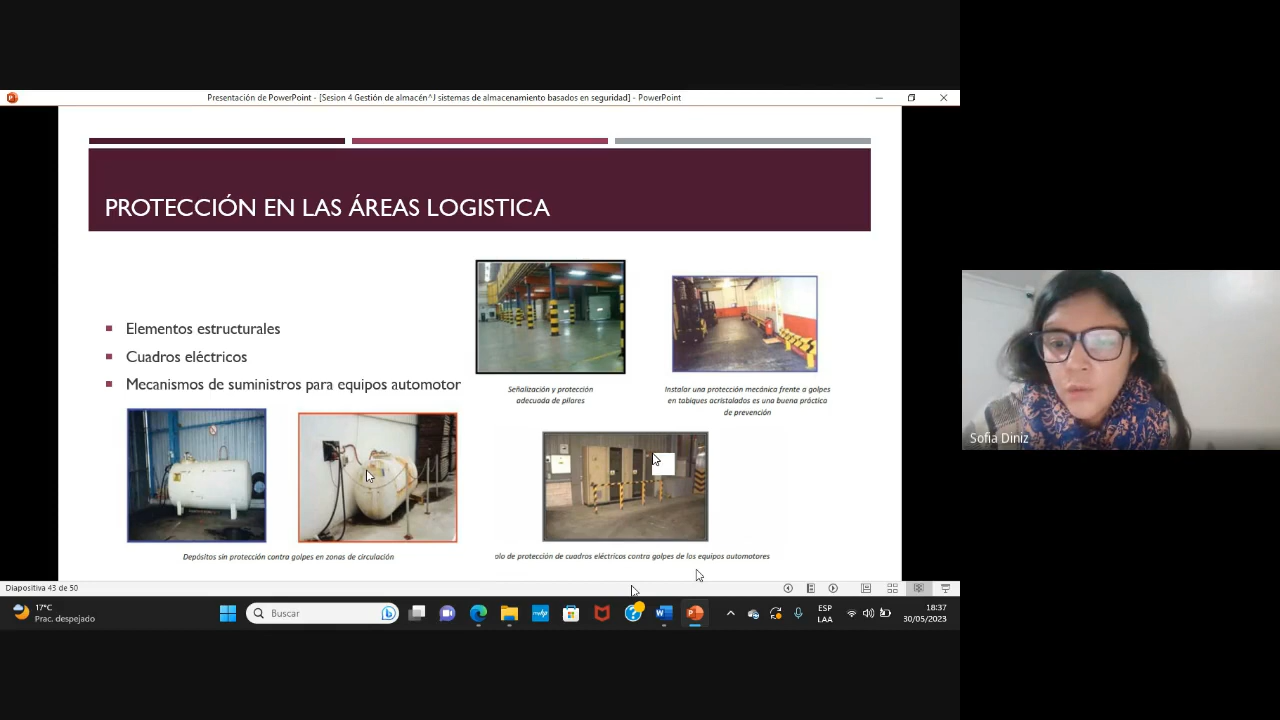 Presentación de PowerPoint - [Sesion 4 Gestión de almacén^J sistemas de almacenamiento basados en seguridad] - PowerPoint
PROTECCIÓN EN LAS ÁREAS LOGISTICA
Elementos estructurales
Cuadros eléctricos
Mecanismos de suministros para equipos automotor
Señalización y protección
adecuada de pilares
Instalar una protección mecánica frente a golpes
en tabiques acristalados es una buena práctica
de prevención
Depósitos sin protección contra golpes en zonas de circulación
olo de protección de cuadros eléctricos contra golpes de los equipos automotores
Sofia Diniz
Diapositiva 43 de 50
17°C
Prac. despejado
Buscar
ESP
LAA
18:37
30/05/2023